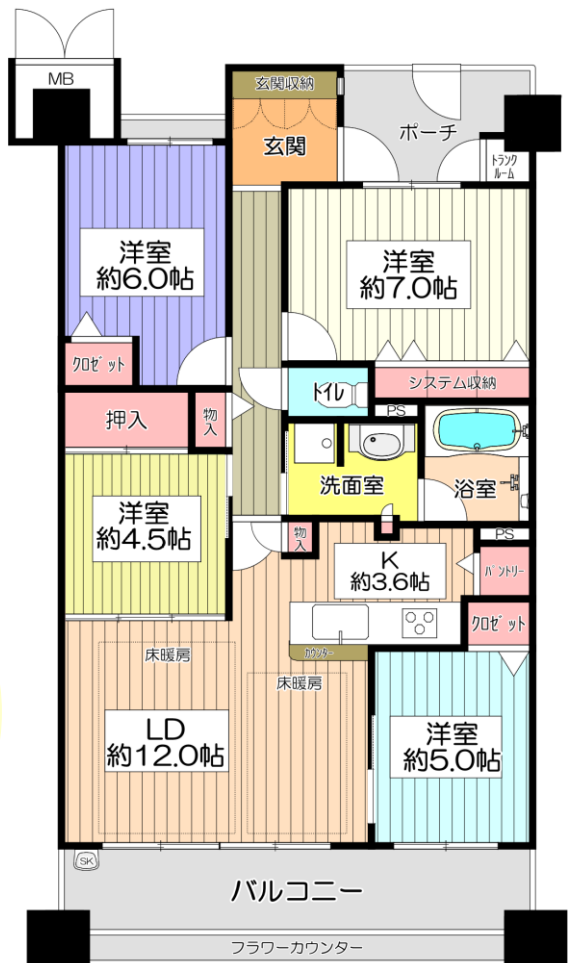 MB
玄関収納
玄関
ポーチ
トランク
ルーム
洋室
約6.0帖
洋室
約7.0帖
クロゼット
システム収納
押入
物
入
トイレ
PS
洗面室
浴室
洋室
約4.5帖
物
入
K
約3.6帖
PS
パントリー
クロゼット
カウンター
床暖房
床暖房
LD
約12.0帖
洋室
約5.0帖
SK
バルコニー
フラワーカウンター